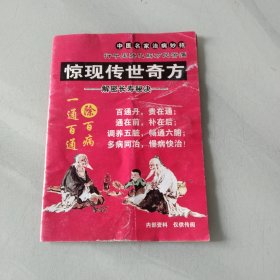 中医名家治病妙招
惊现传世奇方
——解密长寿秘诀——
一通百通
除百病
百通丹，贵在通；
通在前，补在后；
调养五脏，畅通六腑；
多病同治，慢病快治！
内部资料 仅供传阅